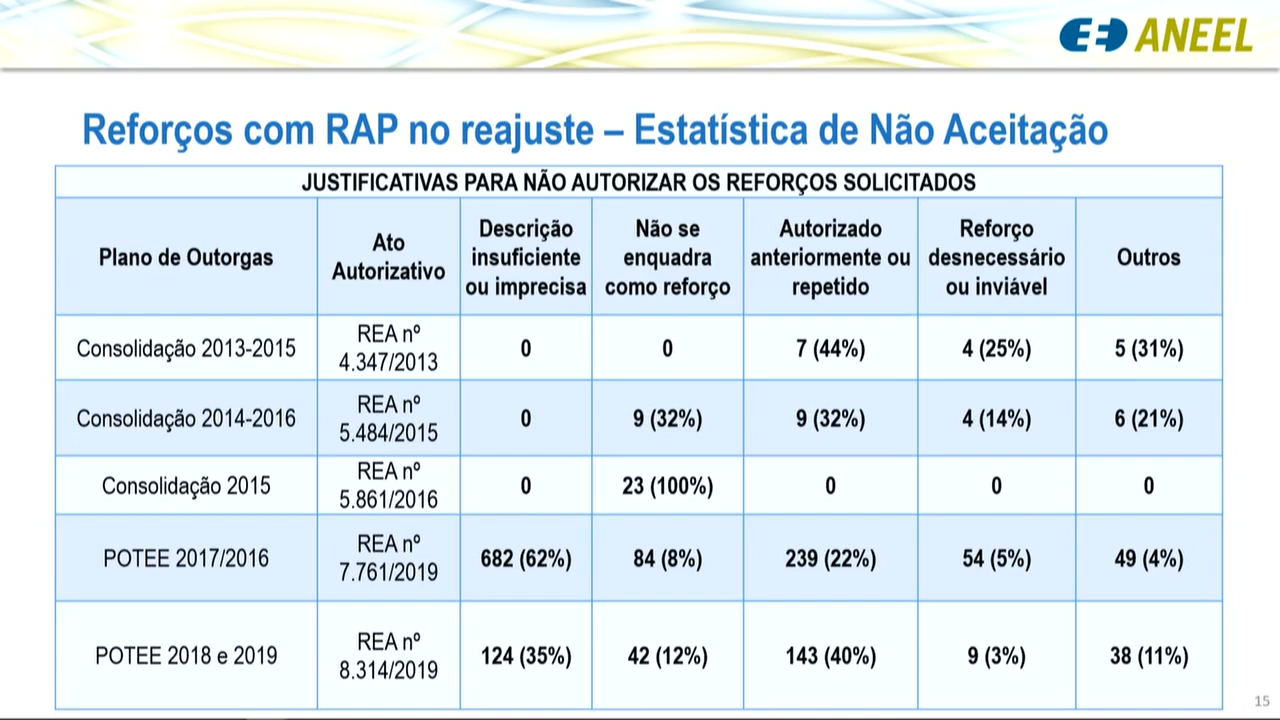 ANEEL
Reforços com RAP no reajuste – Estatística de Não Aceitação
JUSTIFICATIVAS PARA NÃO AUTORIZAR OS REFORÇOS SOLICITADOS
Plano de Outorgas
Ato
Autorizativo
Descrição
insuficiente
ou imprecisa
Não se
enquadra
como reforço
Autorizado
anteriormente ou
repetido
Reforço
desnecessário
ou inviável
Outros
Consolidação 2013-2015
REA nº
4.347/2013
0
0
7 (44%)
4 (25%)
5 (31%)
Consolidação 2014-2016
REA nº
5.484/2015
0
9 (32%)
9 (32%)
4 (14%)
6 (21%)
Consolidação 2015
REA nº
5.861/2016
0
23 (100%)
0
0
0
POTEE 2017/2016
REA nº
7.761/2019
682 (62%)
84 (8%)
239 (22%)
54 (5%)
49 (4%)
POTEE 2018 e 2019
REA nº
8.314/2019
124 (35%)
42 (12%)
143 (40%)
9 (3%)
38 (11%)
15